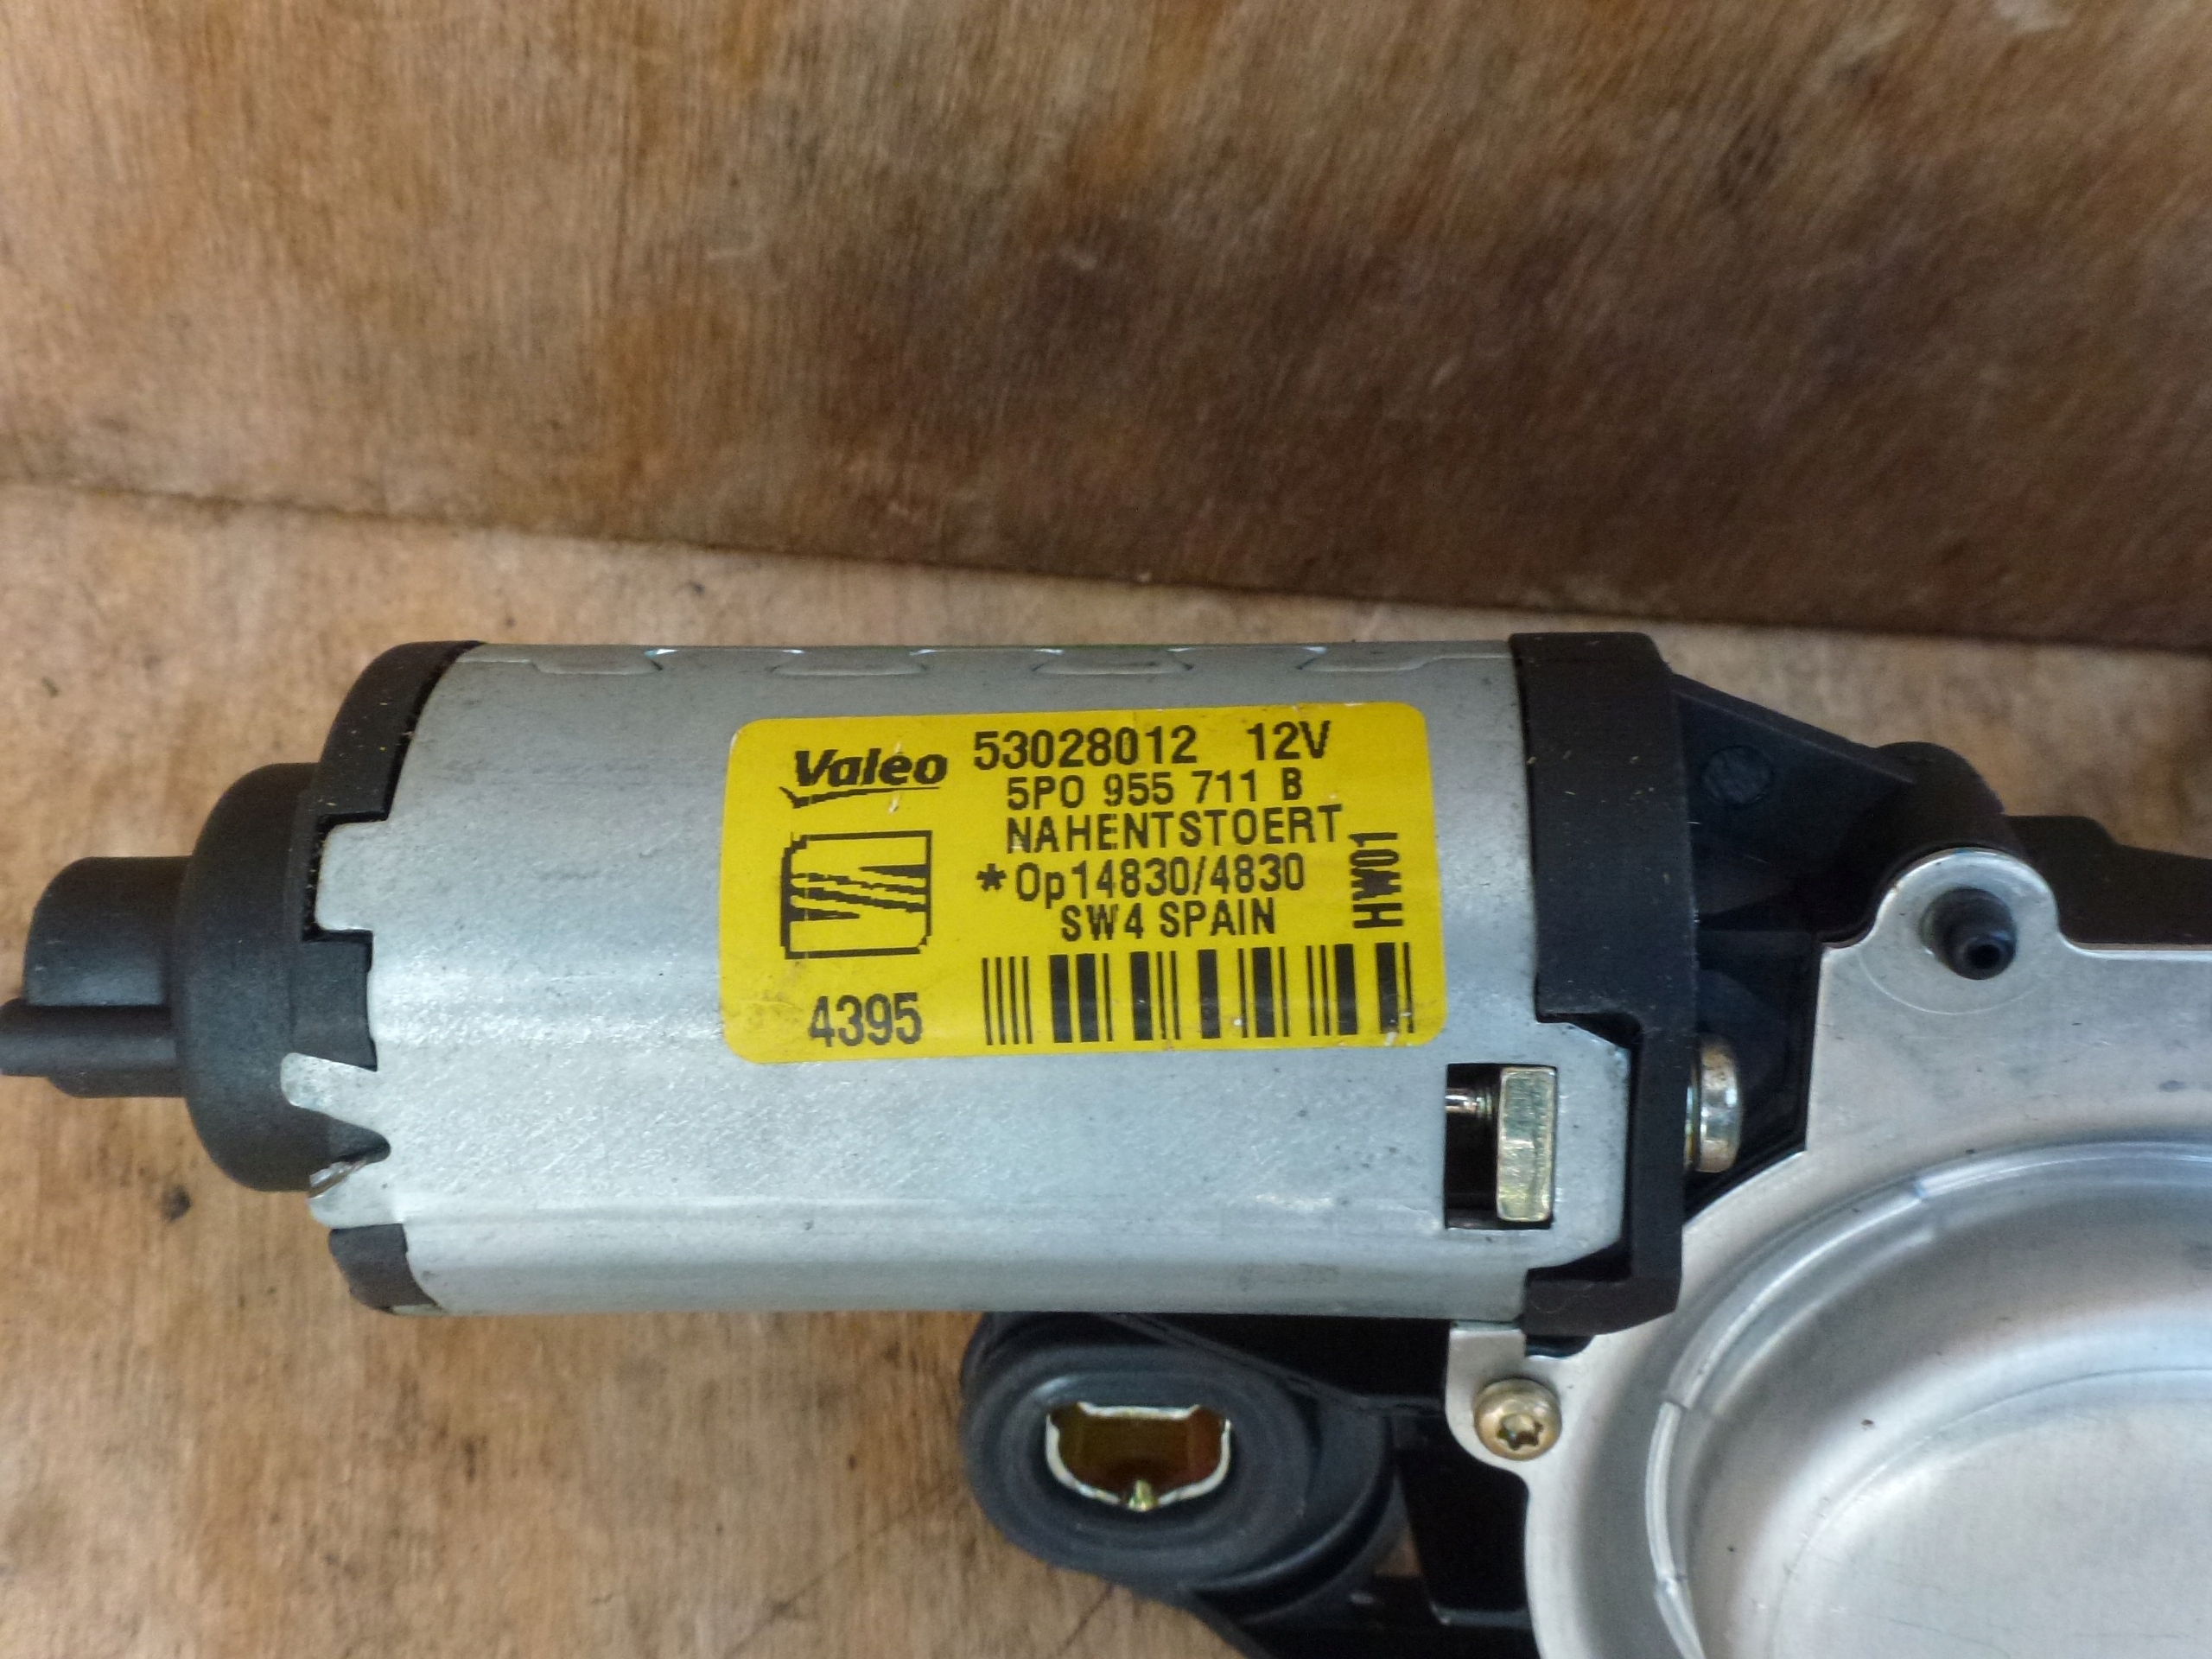 Valeo 53028012 12V
5P0 955 711 B
NAHENTSTOERT
*Op14830/4830
SW4 SPAIN
HW01
4395